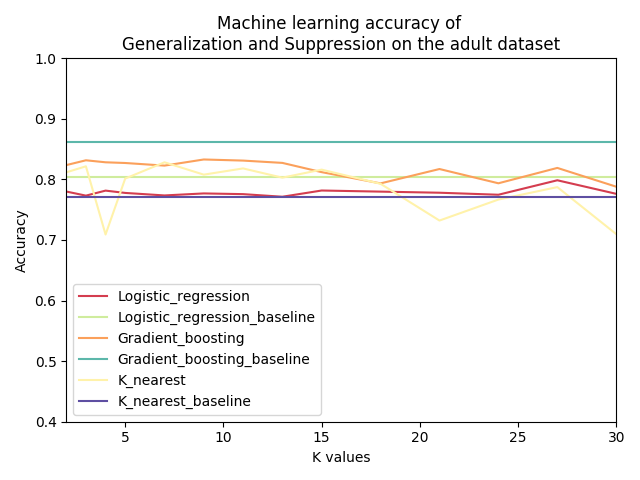 Machine learning accuracy of
Generalization and Suppression on the adult dataset
1.0
0.9
0.8
0.7
0.6
0.5
0.4
Accuracy
Logistic_regression
Logistic_regression_baseline
Gradient_boosting
Gradient_boosting_baseline
K_nearest
K_nearest_baseline
5 10 15 20 25 30
K values